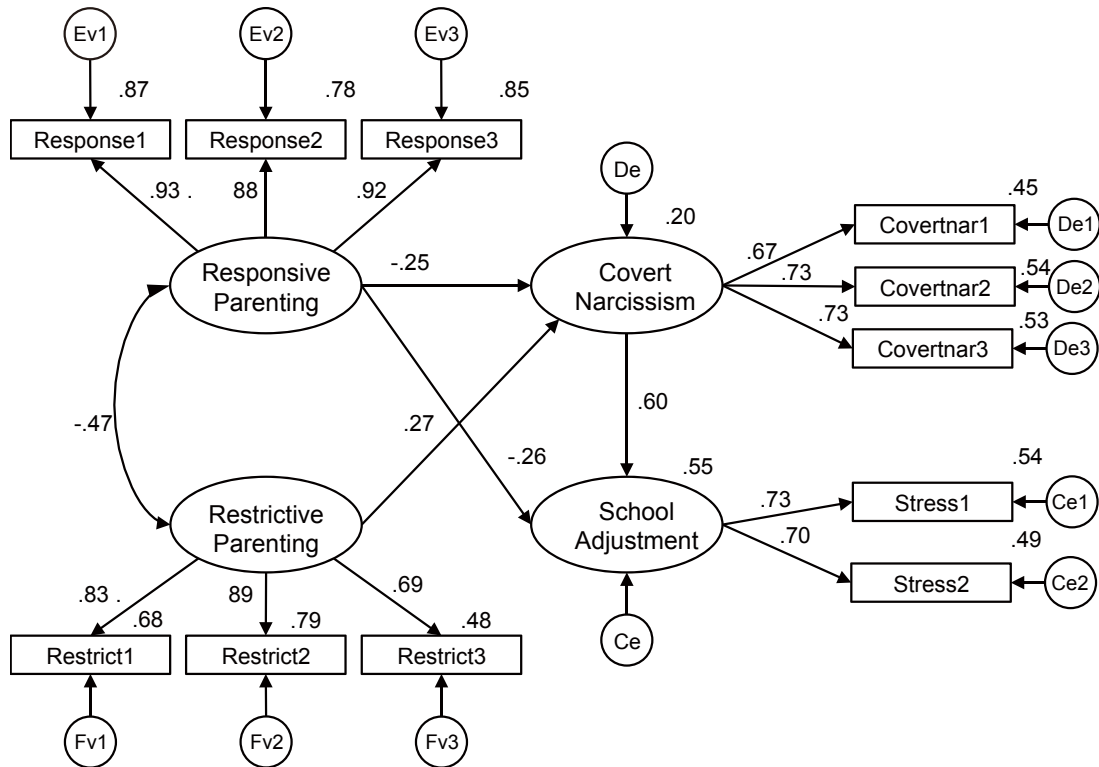 Ev1 Ev2 Ev3
.87 .78 .85
Response1 Response2 Response3
.93 . 88 .92
De
.20
.45
Covertnar1 De1
.67
Responsive
Parenting
-.25
Covert
Narcissism
.73
.54
Covertnar2 De2
.73
.53
Covertnar3 De3
-.47
.27
.60
-.26
.55
.54
Restrictive
Parenting
School
Adjustment
.73
Stress1 Ce1
.70
.49
Stress2 Ce2
.83 . 89 .69
.68 .79 .48
Restrict1 Restrict2 Restrict3
Ce
Fv1 Fv2 Fv3